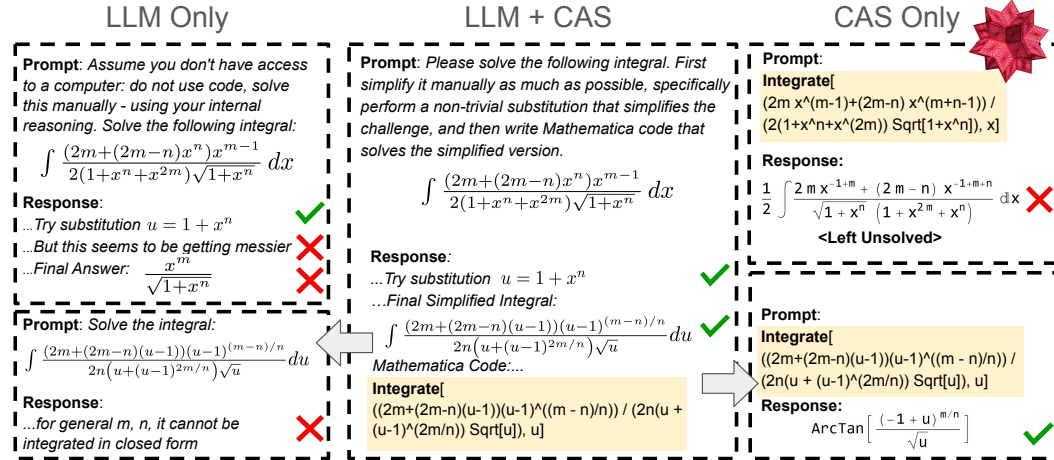 LLM Only
Prompt: Assume you don't have access
to a computer: do not use code, solve
this manually - using your internal
reasoning. Solve the following integral:
∫ (2m+(2m−n)x^n)x^{m−1} / 2(1+x^n+x^{2m})√(1+x^n) dx
Response:
...Try substitution u = 1 + x^n
...But this seems to be getting messier
...Final Answer: x^m / √(1+x^n)
Prompt: Solve the integral:
∫ (2m+(2m−n)(u−1))(u−1)^{(m−n)/n} / 2n(u+(u−1)^{2m/n})√u du
Response:
...for general m, n, it cannot be
integrated in closed form
LLM + CAS
Prompt: Please solve the following integral. First
simplify it manually as much as possible, specifically
perform a non-trivial substitution that simplifies the
challenge, and then write Mathematica code that
solves the simplified version.
∫ (2m+(2m−n)x^n)x^{m−1} / 2(1+x^n+x^{2m})√(1+x^n) dx
Response:
...Try substitution u = 1 + x^n
...Final Simplified Integral:
∫ (2m+(2m−n)(u−1))(u−1)^{(m−n)/n} / 2n(u+(u−1)^{2m/n})√u du
Mathematica Code:...
Integrate[
((2m+(2m-n)(u-1))(u-1)^((m - n)/n)) / (2n(u +
(u-1)^(2m/n)) Sqrt[u]), u]
CAS Only
Prompt:
Integrate[
(2m x^(m-1)+(2m-n) x^(m+n-1)) /
(2(1+x^n+x^(2m)) Sqrt[1+x^n]), x]
Response:
1/2 ∫ 2 m x^{-1+m} + (2 m - n) x^{-1+m+n} / √(1 + x^n) (1 + x^{2 m} + x^n) ⅆx
<Left Unsolved>
Prompt:
Integrate[
((2m+(2m-n)(u-1))(u-1)^((m - n)/n)) /
(2n(u + (u-1)^(2m/n)) Sqrt[u]), u]
Response:
ArcTan[ (-1 + u)^{m/n} / √u ]